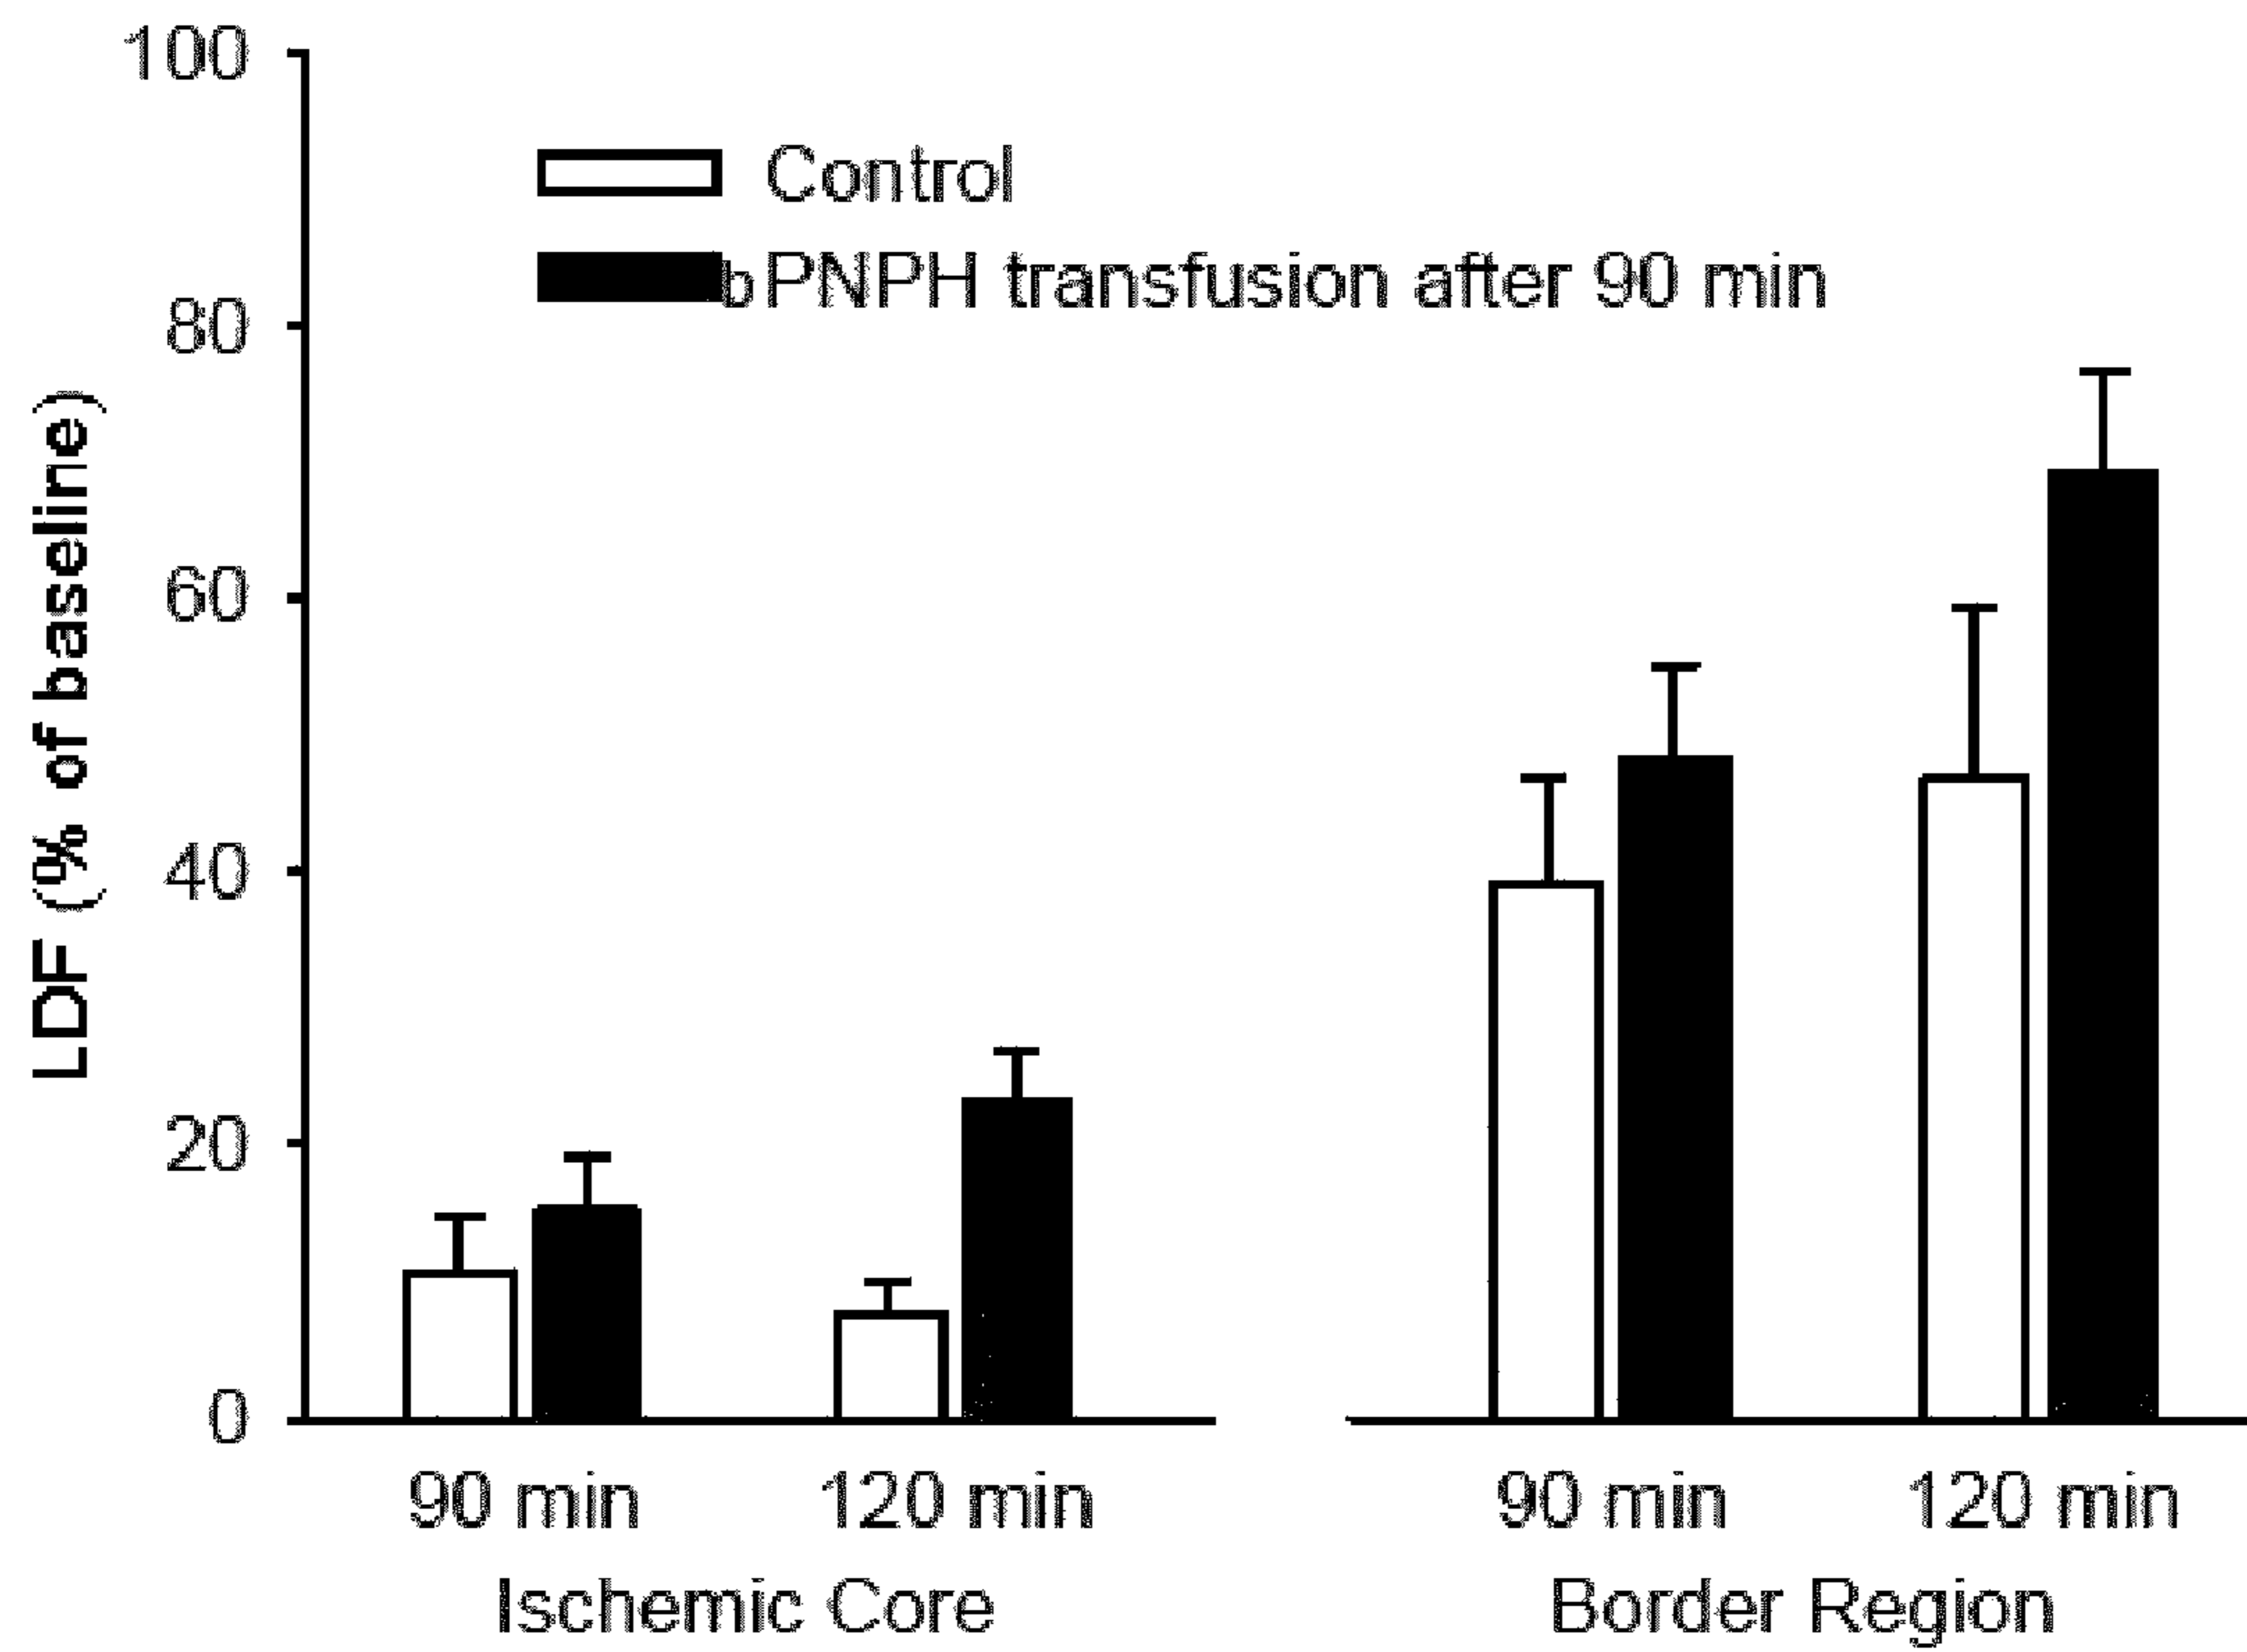 100
80
60
40
20
0
LDF (% of baseline)
Control
bPNPH transfusion after 90 min
90 min 120 min 90 min 120 min
Ischemic Core Border Region